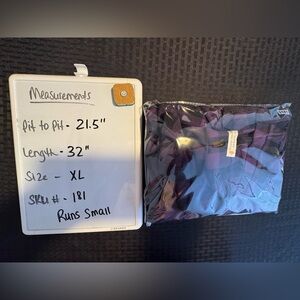 Measurements
Pit to Pit - 21.5"
Length - 32"
Size - XL
SKU # - 181
Runs Small